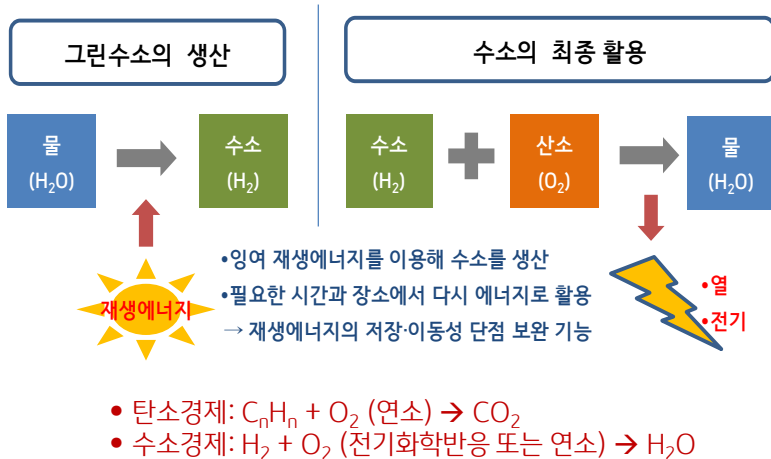 그린수소의 생산
수소의 최종 활용
물
(H₂O)
수소
(H₂)
수소
(H₂)
산소
(O₂)
물
(H₂O)
재생에너지
•잉여 재생에너지를 이용해 수소를 생산
•필요한 시간과 장소에서 다시 에너지로 활용
→ 재생에너지의 저장·이동성 단점 보완 기능
•열
•전기
• 탄소경제: CₙHₙ + O₂ (연소) → CO₂
• 수소경제: H₂ + O₂ (전기화학반응 또는 연소) → H₂O